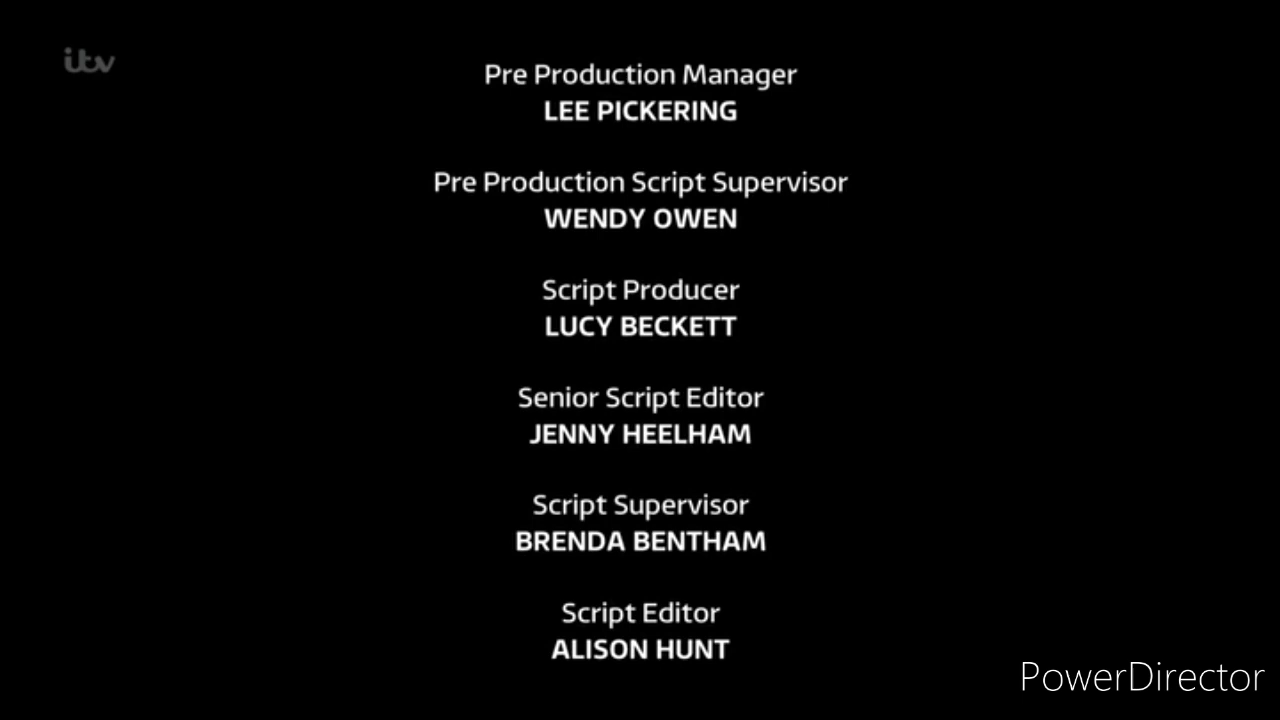 itv
Pre Production Manager
LEE PICKERING
Pre Production Script Supervisor
WENDY OWEN
Script Producer
LUCY BECKETT
Senior Script Editor
JENNY HEELHAM
Script Supervisor
BRENDA BENTHAM
Script Editor
ALISON HUNT
PowerDirector